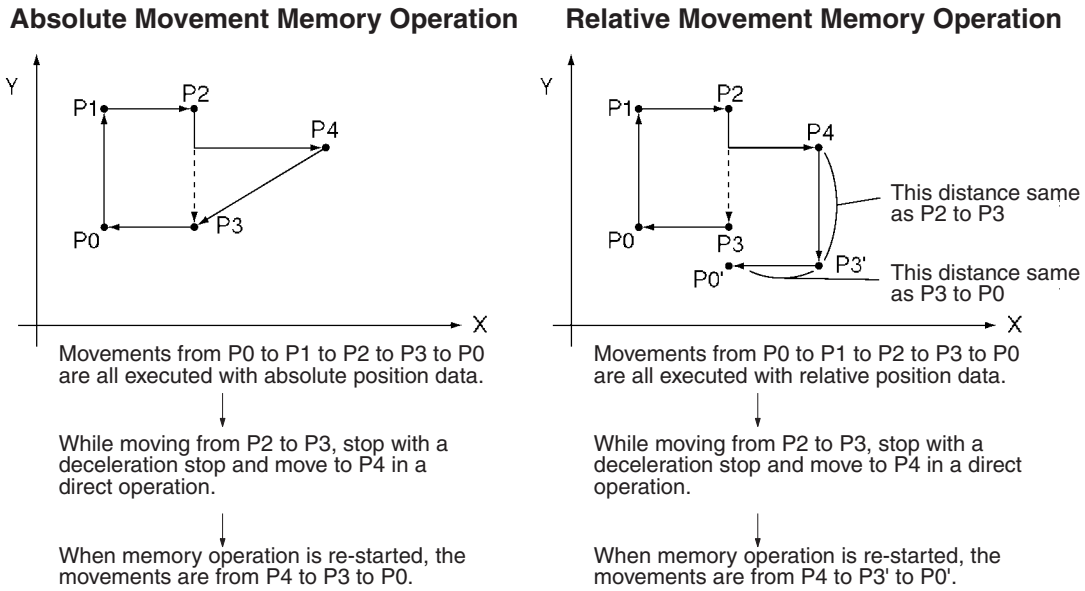 Absolute Movement Memory Operation
Y
P1
P2
P4
P0
P3
X
Movements from P0 to P1 to P2 to P3 to P0
are all executed with absolute position data.
While moving from P2 to P3, stop with a
deceleration stop and move to P4 in a
direct operation.
When memory operation is re-started, the
movements are from P4 to P3 to P0.
Relative Movement Memory Operation
Y
P1
P2
P4
This distance same
as P2 to P3
P0
P3
P0'
P3'
This distance same
as P3 to P0
X
Movements from P0 to P1 to P2 to P3 to P0
are all executed with relative position data.
While moving from P2 to P3, stop with a
deceleration stop and move to P4 in a direct
operation.
When memory operation is re-started, the
movements are from P4 to P3' to P0'.